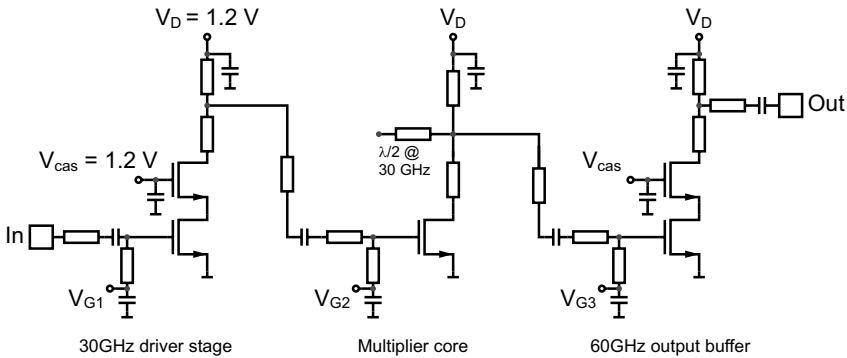 V_D = 1.2 V
V_D
V_D
Out
λ/2 @
30 GHz
V_cas = 1.2 V
V_cas
In
V_G1
V_G2
V_G3
30GHz driver stage
Multiplier core
60GHz output buffer